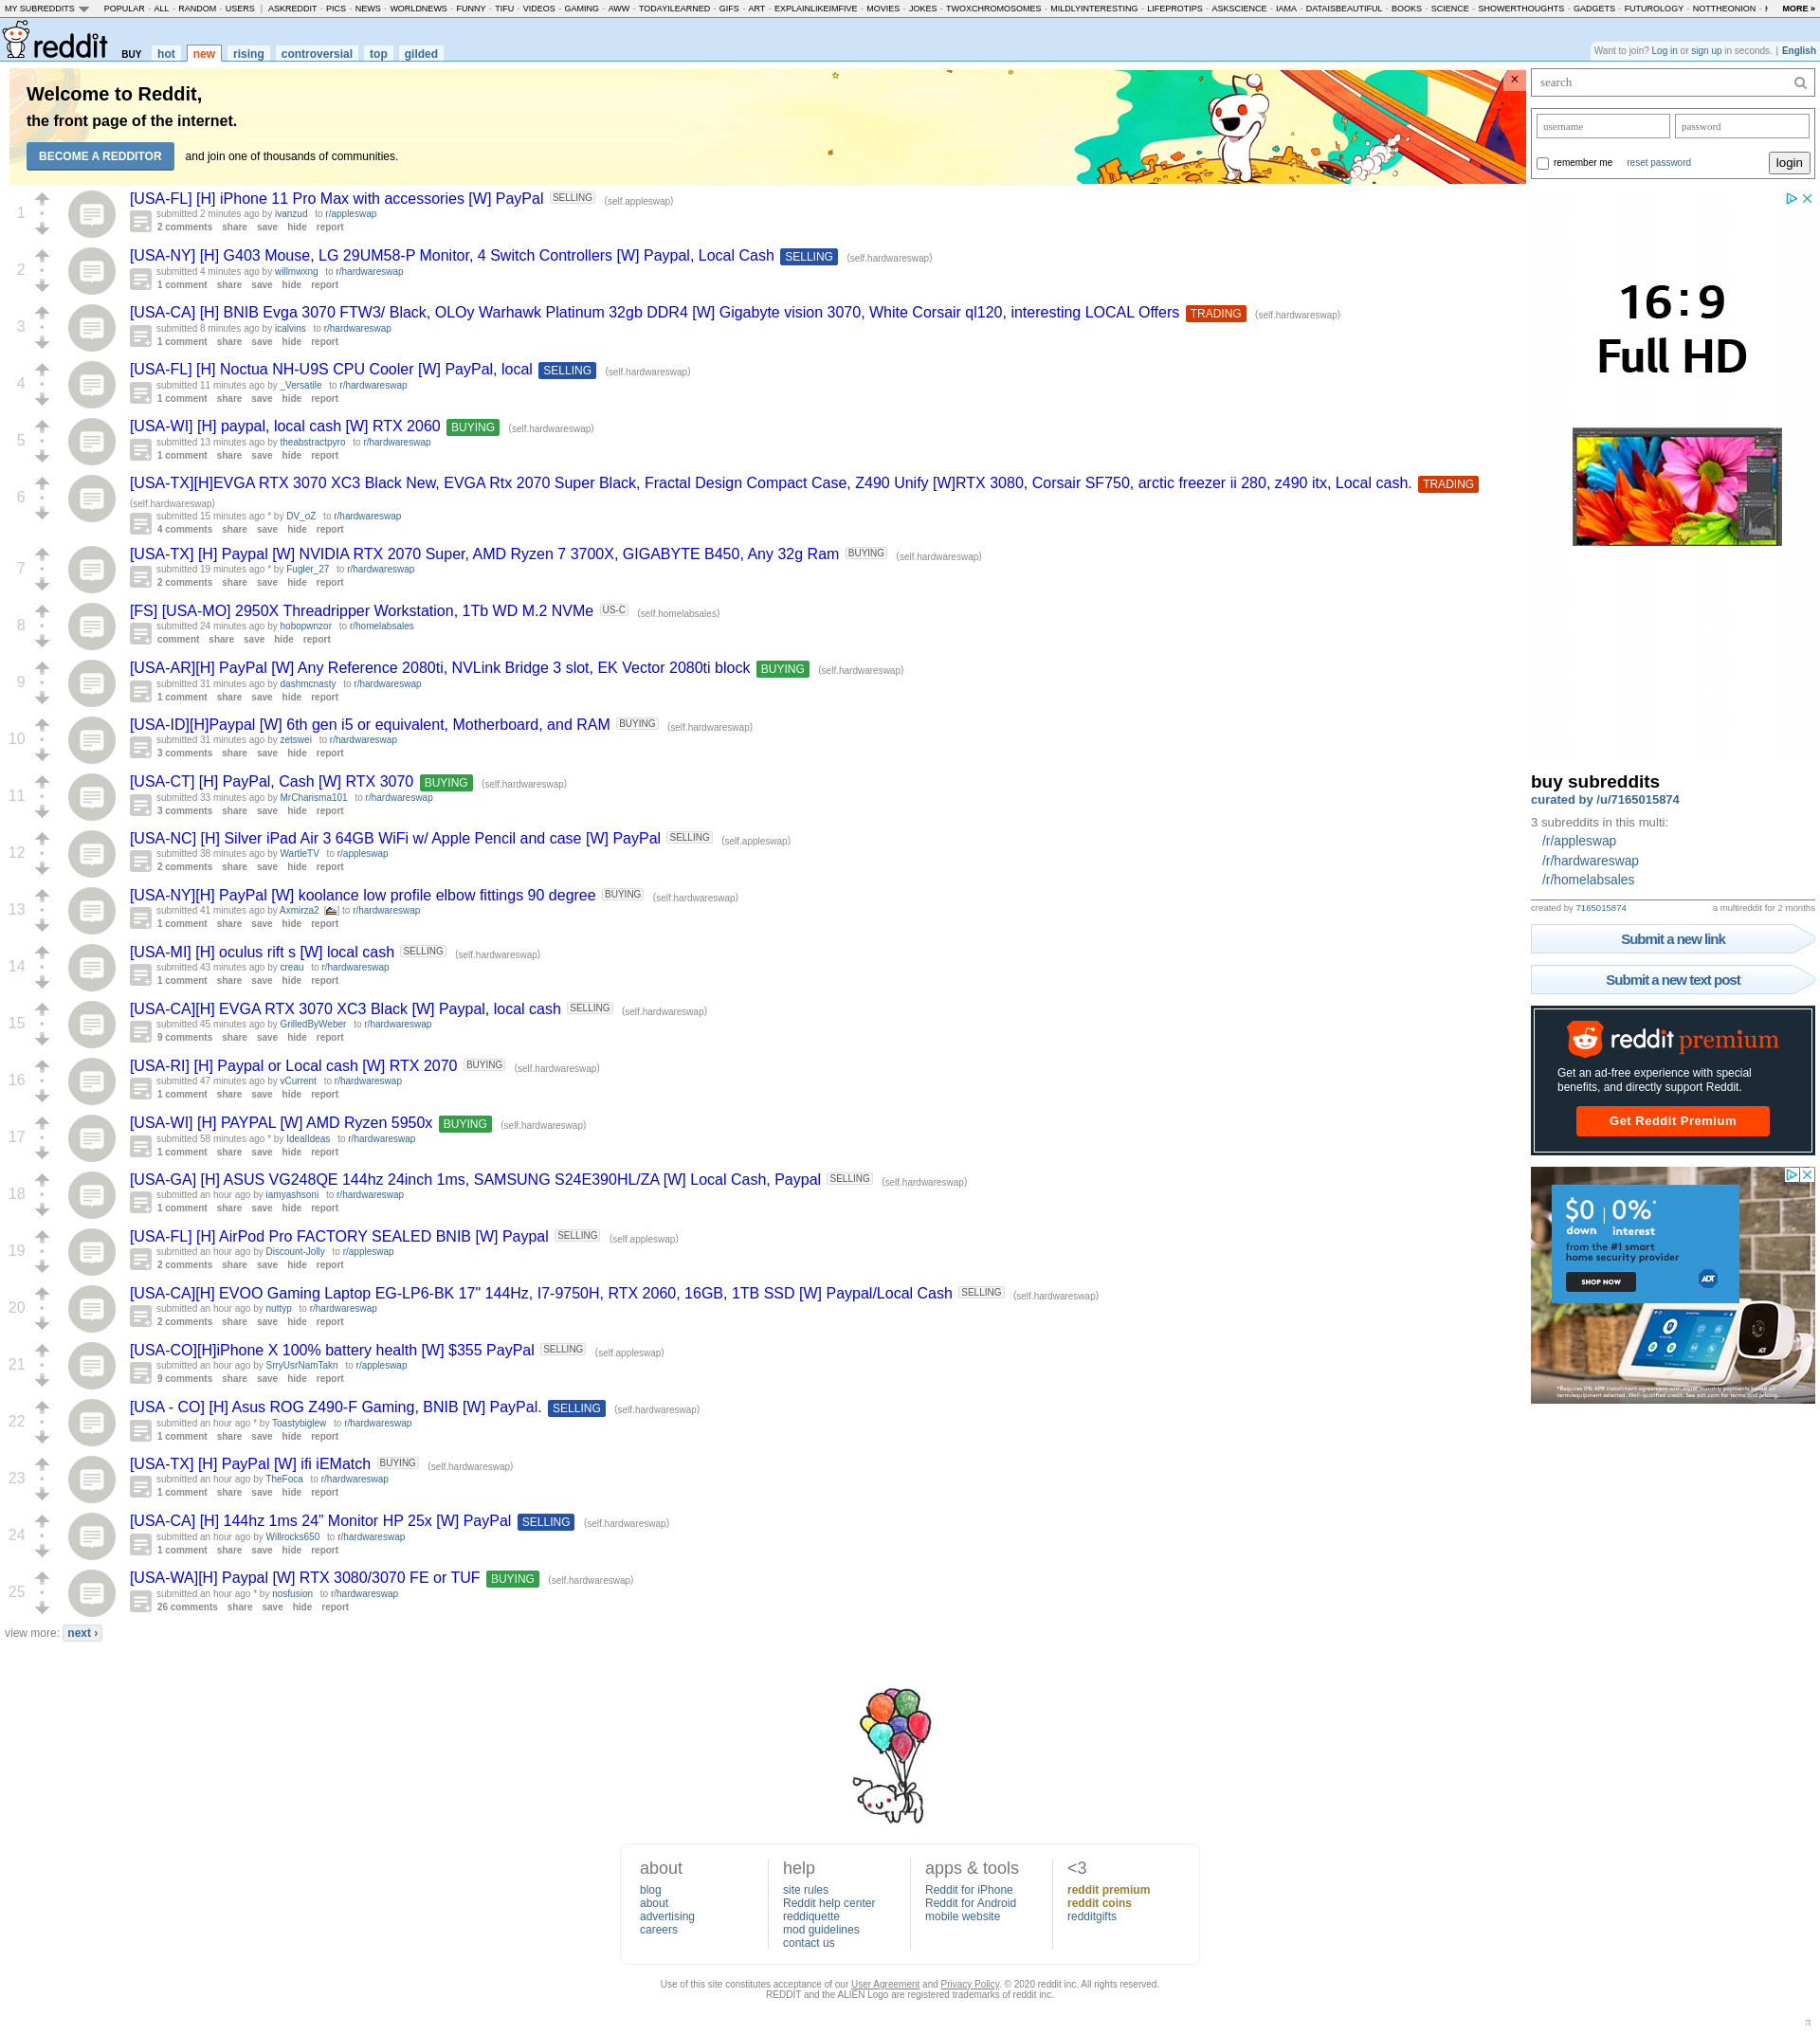 MY SUBREDDITS POPULAR - ALL - RANDOM - USERS | ASKREDDIT - PICS - NEWS - WORLDNEWS - FUNNY - TIFU - VIDEOS - GAMING - AWW - TODAYILEARNED - GIFS - ART - EXPLAINLIKEIMFIVE - MOVIES - JOKES - TWOXCHROMOSOMES - MILDLYINTERESTING - LIFEPROTIPS - ASKSCIENCE - IAMA - DATAISBEAUTIFUL - BOOKS - SCIENCE - SHOWERTHOUGHTS - GADGETS - FUTUROLOGY - NOTTHEONION - MORE »
reddit BUY hot new rising controversial top gilded
Want to join? Log in or sign up in seconds. | English
Welcome to Reddit,
the front page of the internet.
BECOME A REDDITOR and join one of thousands of communities.
×
search
username password
remember me reset password login
1
[USA-FL] [H] iPhone 11 Pro Max with accessories [W] PayPal SELLING (self.appleswap)
submitted 2 minutes ago by ivanzud to r/appleswap
2 comments share save hide report
2
[USA-NY] [H] G403 Mouse, LG 29UM58-P Monitor, 4 Switch Controllers [W] Paypal, Local Cash SELLING (self.hardwareswap)
submitted 4 minutes ago by willmwxng to r/hardwareswap
1 comment share save hide report
3
[USA-CA] [H] BNIB Evga 3070 FTW3/ Black, OLOy Warhawk Platinum 32gb DDR4 [W] Gigabyte vision 3070, White Corsair ql120, interesting LOCAL Offers TRADING (self.hardwareswap)
submitted 8 minutes ago by icalvins to r/hardwareswap
1 comment share save hide report
4
[USA-FL] [H] Noctua NH-U9S CPU Cooler [W] PayPal, local SELLING (self.hardwareswap)
submitted 11 minutes ago by _Versatile to r/hardwareswap
1 comment share save hide report
5
[USA-WI] [H] paypal, local cash [W] RTX 2060 BUYING (self.hardwareswap)
submitted 13 minutes ago by theabstractpyro to r/hardwareswap
1 comment share save hide report
6
[USA-TX][H]EVGA RTX 3070 XC3 Black New, EVGA Rtx 2070 Super Black, Fractal Design Compact Case, Z490 Unify [W]RTX 3080, Corsair SF750, arctic freezer ii 280, z490 itx, Local cash. TRADING
(self.hardwareswap)
submitted 15 minutes ago * by DV_oZ to r/hardwareswap
4 comments share save hide report
7
[USA-TX] [H] Paypal [W] NVIDIA RTX 2070 Super, AMD Ryzen 7 3700X, GIGABYTE B450, Any 32g Ram BUYING (self.hardwareswap)
submitted 19 minutes ago * by Fugler_27 to r/hardwareswap
2 comments share save hide report
8
[FS] [USA-MO] 2950X Threadripper Workstation, 1Tb WD M.2 NVMe US-C (self.homelabsales)
submitted 24 minutes ago by hobopwnzor to r/homelabsales
comment share save hide report
9
[USA-AR][H] PayPal [W] Any Reference 2080ti, NVLink Bridge 3 slot, EK Vector 2080ti block BUYING (self.hardwareswap)
submitted 31 minutes ago by dashmcnasty to r/hardwareswap
1 comment share save hide report
10
[USA-ID][H]Paypal [W] 6th gen i5 or equivalent, Motherboard, and RAM BUYING (self.hardwareswap)
submitted 31 minutes ago by zetswei to r/hardwareswap
3 comments share save hide report
11
[USA-CT] [H] PayPal, Cash [W] RTX 3070 BUYING (self.hardwareswap)
submitted 33 minutes ago by MrCharisma101 to r/hardwareswap
3 comments share save hide report
12
[USA-NC] [H] Silver iPad Air 3 64GB WiFi w/ Apple Pencil and case [W] PayPal SELLING (self.appleswap)
submitted 38 minutes ago by WartleTV to r/appleswap
2 comments share save hide report
13
[USA-NY][H] PayPal [W] koolance low profile elbow fittings 90 degree BUYING (self.hardwareswap)
submitted 41 minutes ago by Axmirza2 [] to r/hardwareswap
1 comment share save hide report
14
[USA-MI] [H] oculus rift s [W] local cash SELLING (self.hardwareswap)
submitted 43 minutes ago by creau to r/hardwareswap
1 comment share save hide report
15
[USA-CA][H] EVGA RTX 3070 XC3 Black [W] Paypal, local cash SELLING (self.hardwareswap)
submitted 45 minutes ago by GrilledByWeber to r/hardwareswap
9 comments share save hide report
16
[USA-RI] [H] Paypal or Local cash [W] RTX 2070 BUYING (self.hardwareswap)
submitted 47 minutes ago by vCurrent to r/hardwareswap
1 comment share save hide report
17
[USA-WI] [H] PAYPAL [W] AMD Ryzen 5950x BUYING (self.hardwareswap)
submitted 58 minutes ago * by IdealIdeas to r/hardwareswap
1 comment share save hide report
18
[USA-GA] [H] ASUS VG248QE 144hz 24inch 1ms, SAMSUNG S24E390HL/ZA [W] Local Cash, Paypal SELLING (self.hardwareswap)
submitted an hour ago by iamyashsoni to r/hardwareswap
1 comment share save hide report
19
[USA-FL] [H] AirPod Pro FACTORY SEALED BNIB [W] Paypal SELLING (self.appleswap)
submitted an hour ago by Discount-Jolly to r/appleswap
2 comments share save hide report
20
[USA-CA][H] EVOO Gaming Laptop EG-LP6-BK 17" 144Hz, I7-9750H, RTX 2060, 16GB, 1TB SSD [W] Paypal/Local Cash SELLING (self.hardwareswap)
submitted an hour ago by nuttyp to r/hardwareswap
2 comments share save hide report
21
[USA-CO][H]iPhone X 100% battery health [W] $355 PayPal SELLING (self.appleswap)
submitted an hour ago by SrryUsrNamTakn to r/appleswap
9 comments share save hide report
22
[USA - CO] [H] Asus ROG Z490-F Gaming, BNIB [W] PayPal. SELLING (self.hardwareswap)
submitted an hour ago * by Toastybiglew to r/hardwareswap
1 comment share save hide report
23
[USA-TX] [H] PayPal [W] ifi iEMatch BUYING (self.hardwareswap)
submitted an hour ago by TheFoca to r/hardwareswap
1 comment share save hide report
24
[USA-CA] [H] 144hz 1ms 24” Monitor HP 25x [W] PayPal SELLING (self.hardwareswap)
submitted an hour ago by Willrocks650 to r/hardwareswap
1 comment share save hide report
25
[USA-WA][H] Paypal [W] RTX 3080/3070 FE or TUF BUYING (self.hardwareswap)
submitted an hour ago * by nosfusion to r/hardwareswap
26 comments share save hide report
view more: next ›
16:9
Full HD
buy subreddits
curated by /u/7165015874
3 subreddits in this multi:
/r/appleswap
/r/hardwareswap
/r/homelabsales
created by 7165015874 a multireddit for 2 months
Submit a new link
Submit a new text post
reddit premium
Get an ad-free experience with special
benefits, and directly support Reddit.
Get Reddit Premium
$0 | 0%*
down interest
from the #1 smart
home security provider
SHOP NOW ADT
*Requires 0% APR installment agreement with equal monthly payments based on
term/equipment selected. Well-qualified credit. See adt.com for terms and pricing.
about
blog
about
advertising
careers
help
site rules
Reddit help center
reddiquette
mod guidelines
contact us
apps & tools
Reddit for iPhone
Reddit for Android
mobile website
<3
reddit premium
reddit coins
redditgifts
Use of this site constitutes acceptance of our User Agreement and Privacy Policy. © 2020 reddit inc. All rights reserved.
REDDIT and the ALIEN Logo are registered trademarks of reddit inc.
π